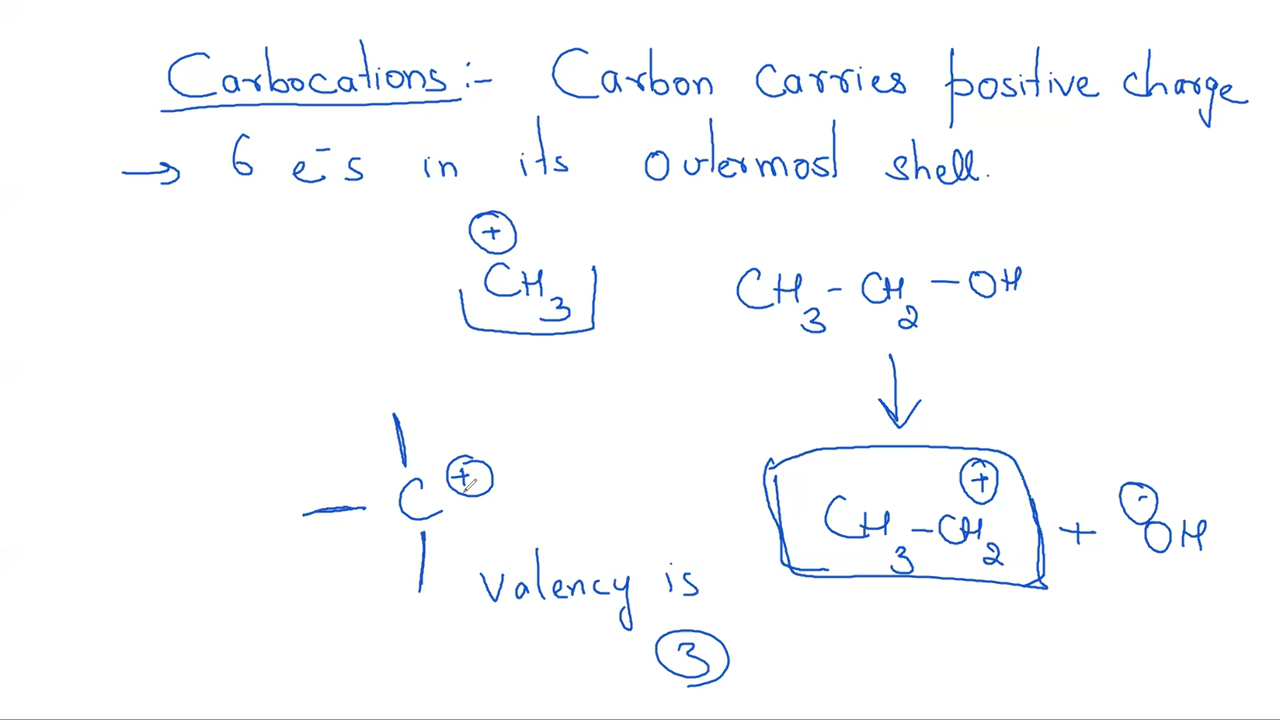 Carbocations :- Carbon carries positive charge
→ 6 e⁻s in its outermost shell.
⊕
CH₃
CH₃ - CH₂ - OH
↓
CH₃ - CH₂⊕ + ⊖OH
C⊕
valency is
3